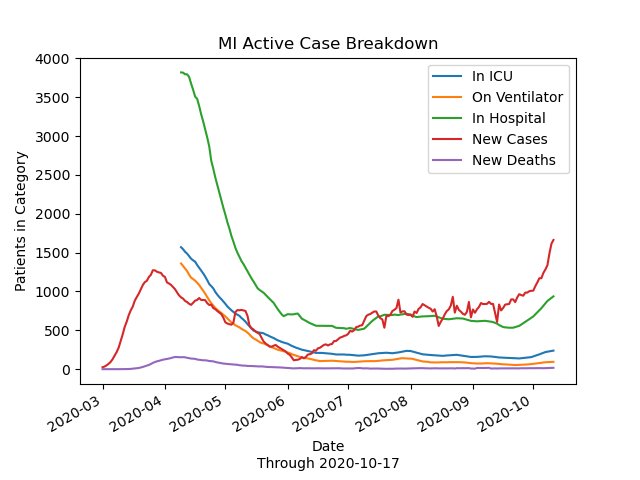 MI Active Case Breakdown
4000
3500
3000
2500
2000
1500
1000
500
0
Patients in Category
In ICU
On Ventilator
In Hospital
New Cases
New Deaths
2020-03
2020-04
2020-05
2020-06
2020-07
2020-08
2020-09
2020-10
Date
Through 2020-10-17